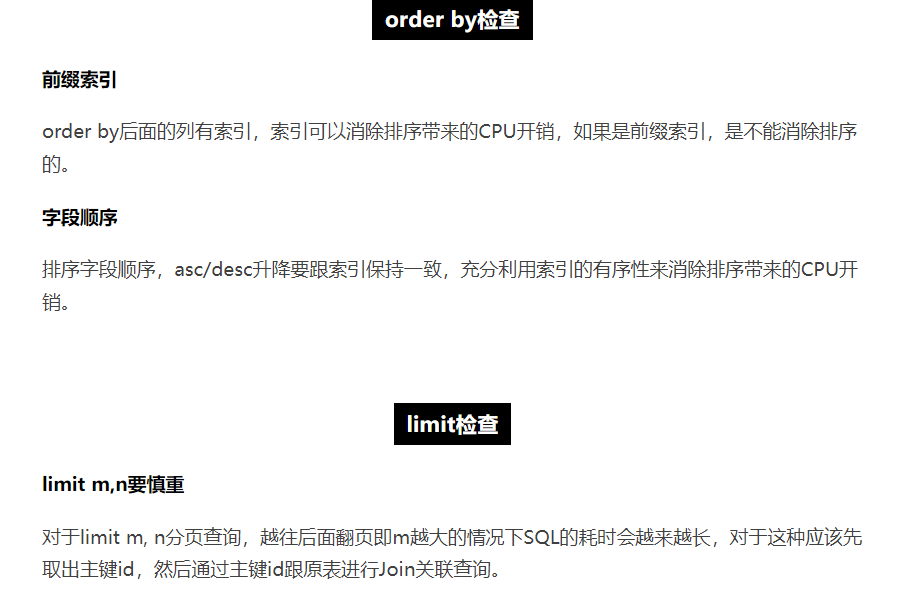 order by检查
前缀索引
order by后面的列有索引，索引可以消除排序带来的CPU开销，如果是前缀索引，是不能消除排序
的。
字段顺序
排序字段顺序，asc/desc升降要跟索引保持一致，充分利用索引的有序性来消除排序带来的CPU开
销。
limit检查
limit m,n要慎重
对于limit m, n分页查询，越往后面翻页即m越大的情况下SQL的耗时会越来越长，对于这种应该先
取出主键id，然后通过主键id跟原表进行Join关联查询。